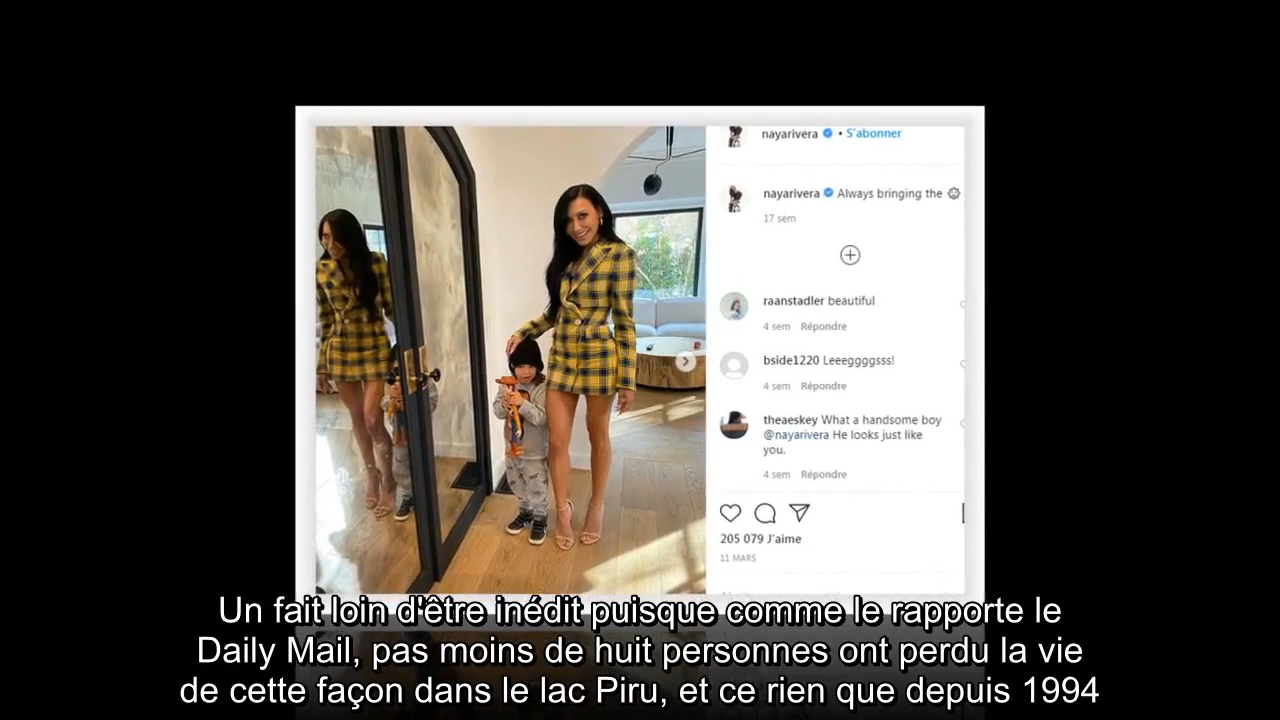 nayarivera • S'abonner
nayarivera Always bringing the
17 sem
raanstadler beautiful
4 sem Répondre
bside1220 Leeeggggsss!
4 sem Répondre
theaeskey What a handsome boy
@nayarivera He looks just like
you.
4 sem Répondre
205 079 J'aime
11 MARS
Un fait loin d'être inédit puisque comme le rapporte le
Daily Mail, pas moins de huit personnes ont perdu la vie
de cette façon dans le lac Piru, et ce rien que depuis 1994